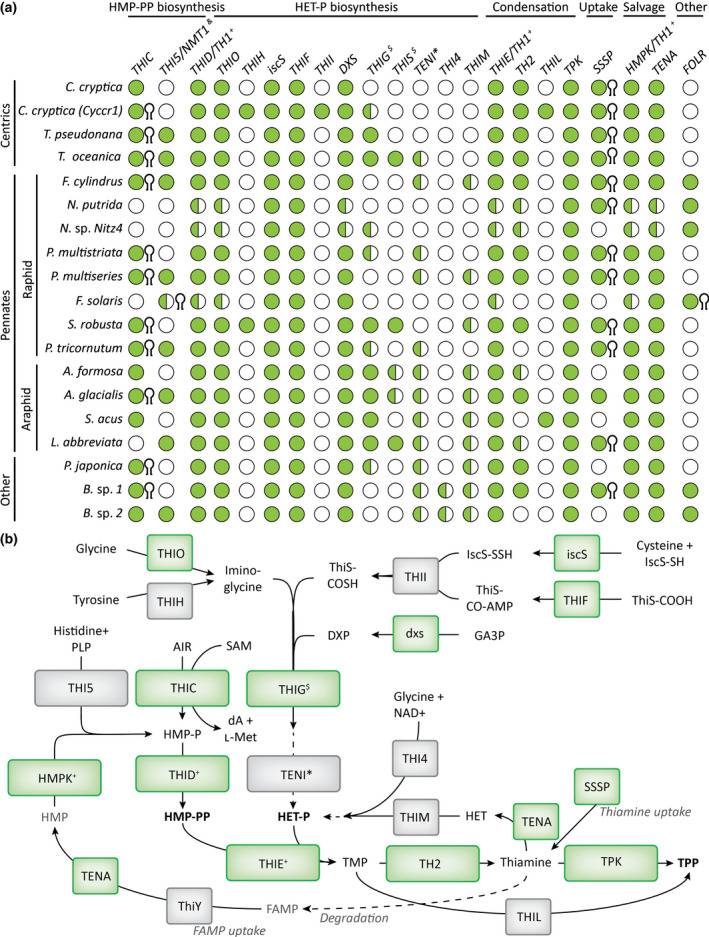 (a)
HMP-PP biosynthesis HET-P biosynthesis Condensation Uptake Salvage Other
THIC THI5/NMT1 & THID/TH1+ THIO THIH iscS THIF THII DXS THIG $ THIS $ TENI* THI4 THIM THIE/TH1+ TH2 THIL TPK SSSP HMPK/TH1+ TENA FOLR
Centrics
C. cryptica
C. cryptica (Cyccr1)
T. pseudonana
T. oceanica
Pennates
Raphid
F. cylindrus
N. putrida
N. sp. Nitz4
P. multistriata
P. multiseries
F. solaris
S. robusta
P. tricornutum
Araphid
A. formosa
A. glacialis
S. acus
L. abbreviata
Other
P. japonica
B. sp. 1
B. sp. 2
(b)
Glycine
THIO
Tyrosine
THIH
Imino-
glycine
ThiS-
COSH
THII
IscS-SSH
iscS
Cysteine +
IscS-SH
ThiS-
CO-AMP
THIF
ThiS-COOH
DXP
dxs
GA3P
Histidine+
PLP
THI5
AIR
SAM
THIC
dA +
L-Met
THIG$
HMP-P
HMPK+
THID+
TENI*
Glycine +
NAD+
THI4
HMP
HMP-PP
HET-P
THIM
HET
TENA
SSSP
Thiamine uptake
THIE+
TMP
TH2
Thiamine
TPK
TPP
TENA
ThiY
FAMP
FAMP uptake
Degradation
THIL